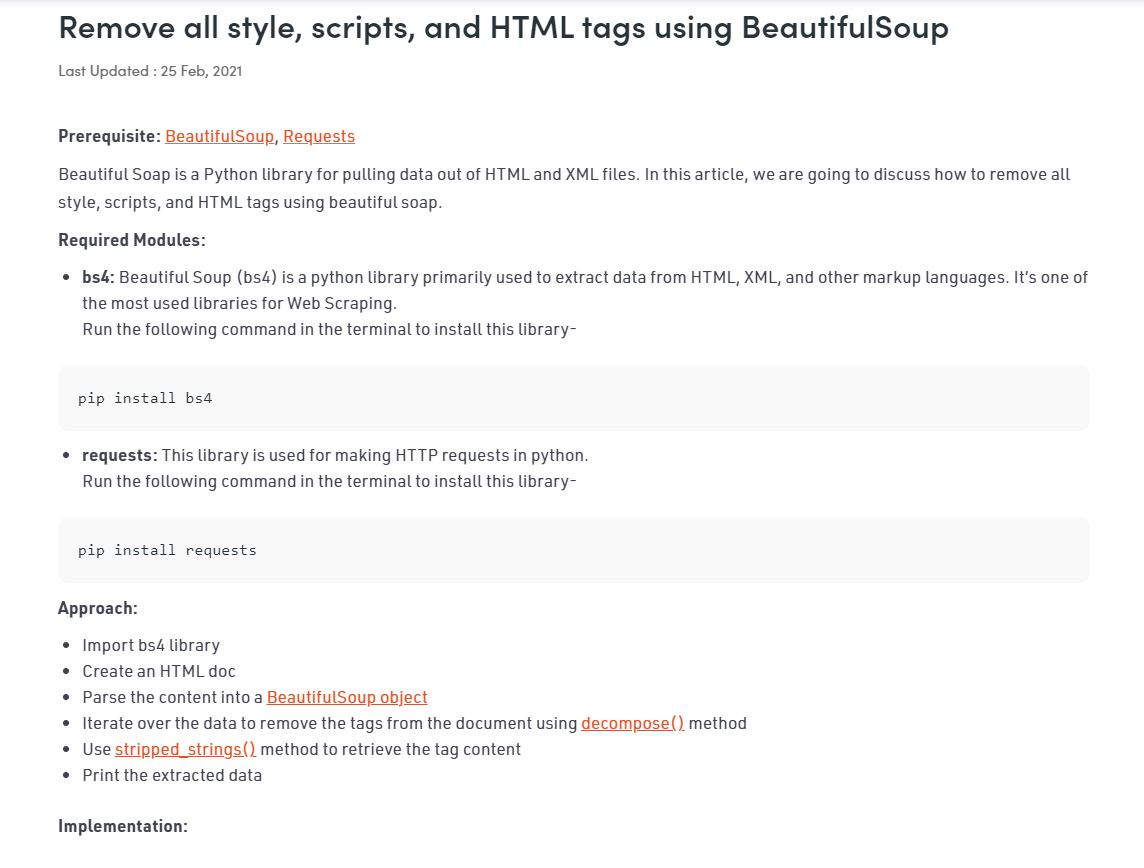 Remove all style, scripts, and HTML tags using BeautifulSoup
Last Updated : 25 Feb, 2021
Prerequisite: BeautifulSoup, Requests
Beautiful Soap is a Python library for pulling data out of HTML and XML files. In this article, we are going to discuss how to remove all
style, scripts, and HTML tags using beautiful soap.
Required Modules:
• bs4: Beautiful Soup (bs4) is a python library primarily used to extract data from HTML, XML, and other markup languages. It's one of
the most used libraries for Web Scraping.
Run the following command in the terminal to install this library-
pip install bs4
• requests: This library is used for making HTTP requests in python.
Run the following command in the terminal to install this library-
pip install requests
Approach:
• Import bs4 library
• Create an HTML doc
• Parse the content into a BeautifulSoup object
• Iterate over the data to remove the tags from the document using decompose() method
• Use stripped_strings() method to retrieve the tag content
• Print the extracted data
Implementation: